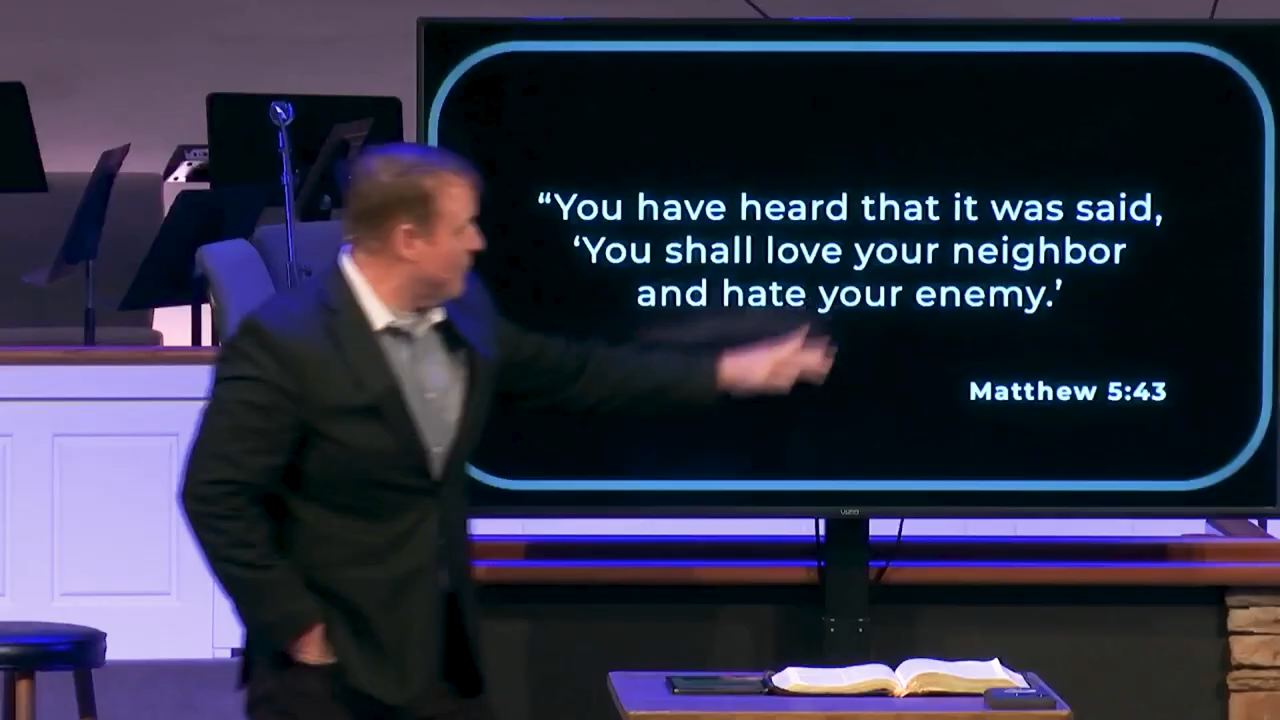 “You have heard that it was said,
‘You shall love your neighbor
and hate your enemy.’
Matthew 5:43
VIZIO